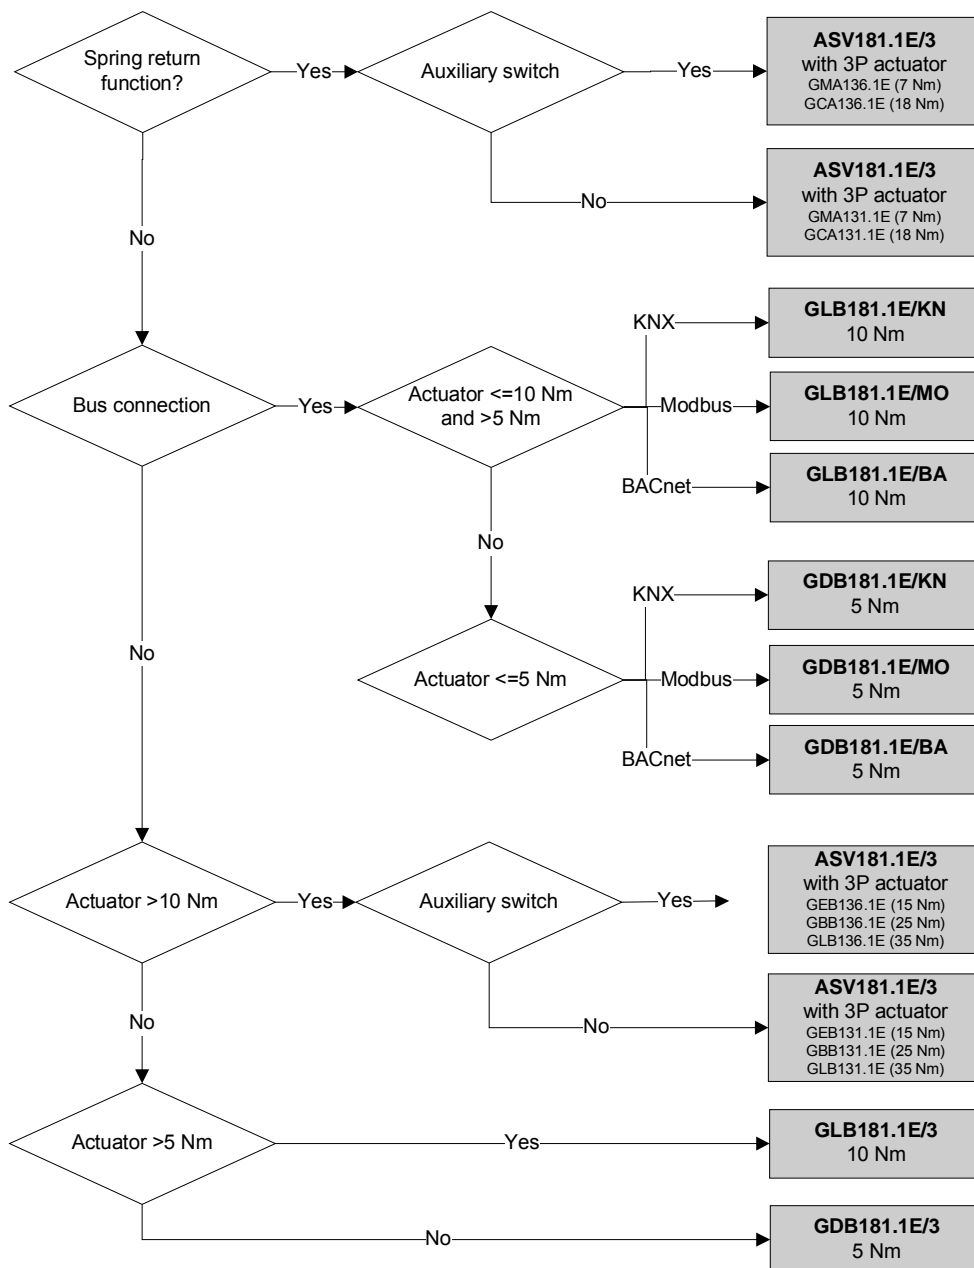 Spring return
function?
Yes
Auxiliary switch
Yes
ASV181.1E/3
with 3P actuator
GMA136.1E (7 Nm)
GCA136.1E (18 Nm)
No
ASV181.1E/3
with 3P actuator
GMA131.1E (7 Nm)
GCA131.1E (18 Nm)
No
KNX
GLB181.1E/KN
10 Nm
Bus connection
Yes
Actuator <=10 Nm
and >5 Nm
Modbus
GLB181.1E/MO
10 Nm
BACnet
GLB181.1E/BA
10 Nm
No
KNX
GDB181.1E/KN
5 Nm
No
Actuator <=5 Nm
Modbus
GDB181.1E/MO
5 Nm
BACnet
GDB181.1E/BA
5 Nm
Actuator >10 Nm
Yes
Auxiliary switch
Yes
ASV181.1E/3
with 3P actuator
GEB136.1E (15 Nm)
GBB136.1E (25 Nm)
GLB136.1E (35 Nm)
No
No
ASV181.1E/3
with 3P actuator
GEB131.1E (15 Nm)
GBB131.1E (25 Nm)
GLB131.1E (35 Nm)
Actuator >5 Nm
Yes
GLB181.1E/3
10 Nm
No
GDB181.1E/3
5 Nm